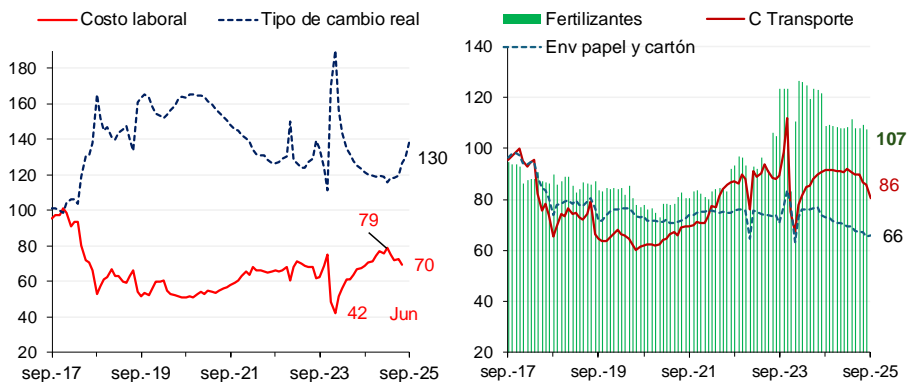 Costo laboral
Tipo de cambio real
180
160
140
120
100
80
60
40
20
130
79
70
42
Jun
sep.-17
sep.-19
sep.-21
sep.-23
sep.-25
Fertilizantes
C Transporte
Env papel y cartón
140
120
100
80
60
40
20
107
86
66
sep.-17
sep.-19
sep.-21
sep.-23
sep.-25